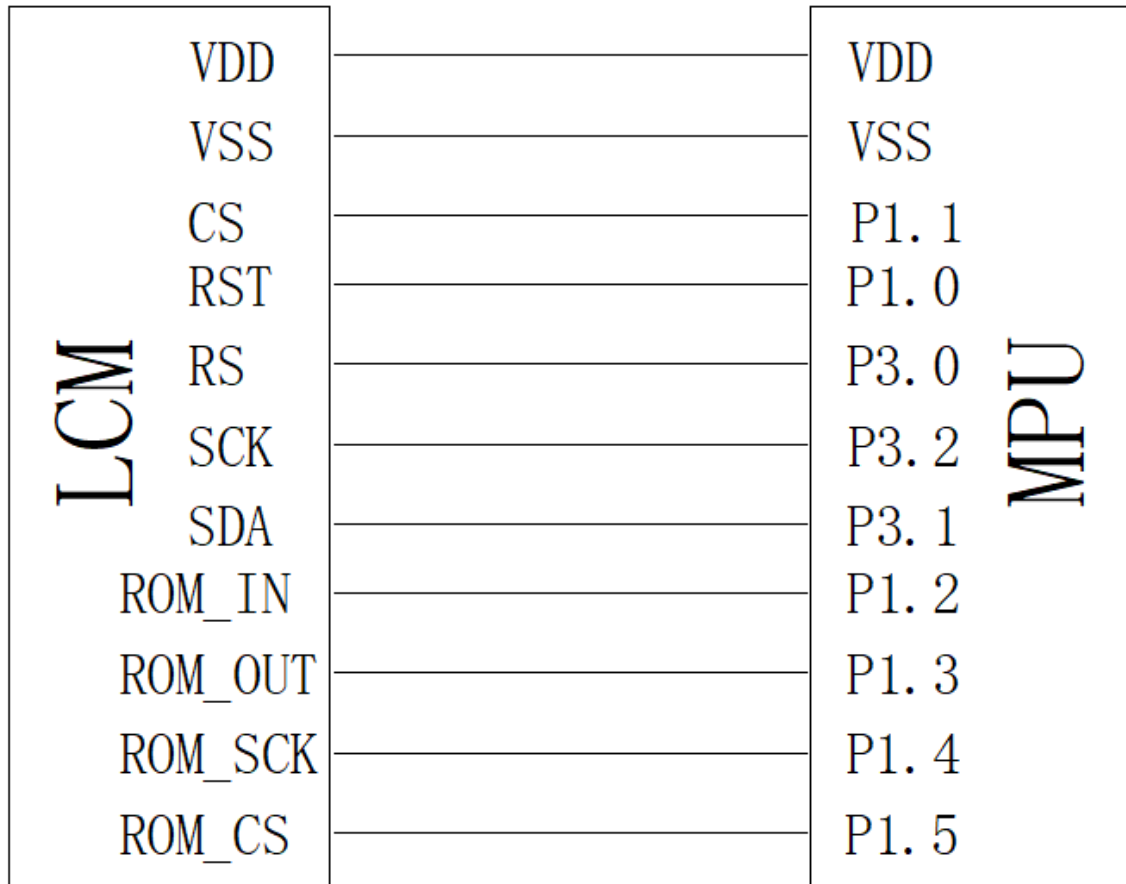 VDD VDD
VSS VSS
CS P1.1
RST P1.0
RS P3.0
SCK P3.2
SDA P3.1
ROM_IN P1.2
ROM_OUT P1.3
ROM_SCK P1.4
ROM_CS P1.5
LCM
MPU